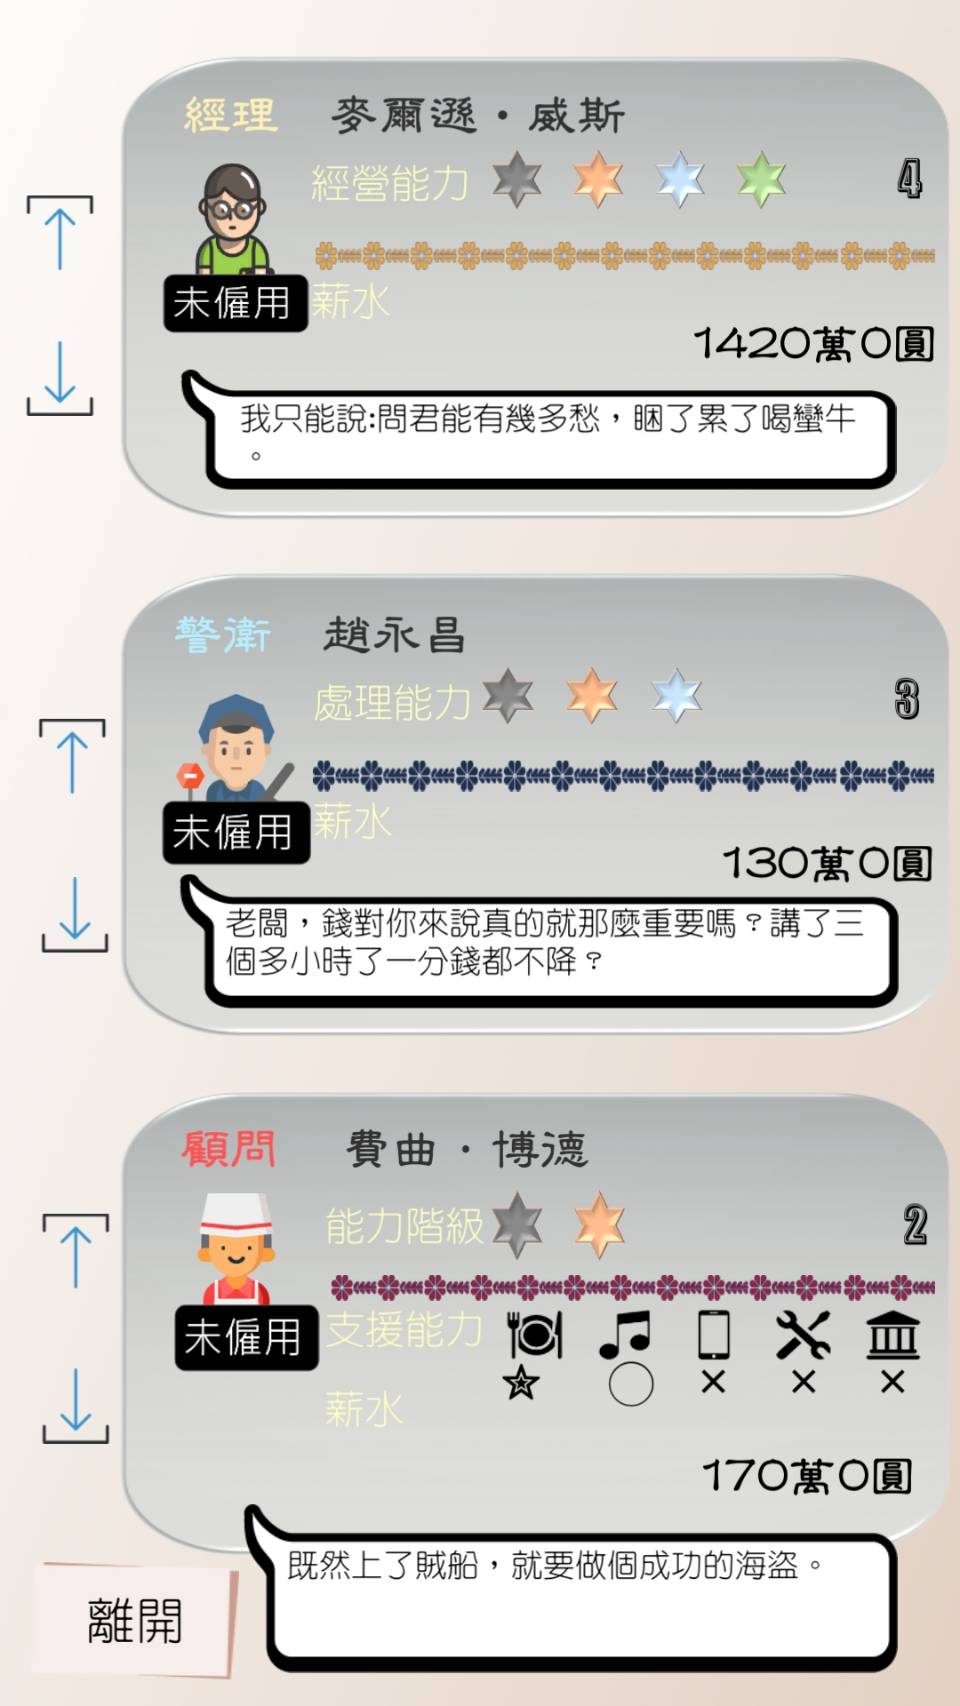 經理 麥爾遜·威斯
經營能力 4
未僱用 薪水
1420萬0圓
我只能說:問君能有幾多愁，睏了累了喝蠻牛
。
警衛 趙永昌
處理能力 3
未僱用 薪水
130萬0圓
老闆，錢對你來說真的就那麼重要嗎？講了三
個多小時了一分錢都不降？
顧問 費曲·博德
能力階級 2
未僱用 支援能力
薪水
170萬0圓
既然上了賊船，就要做個成功的海盜。
離開